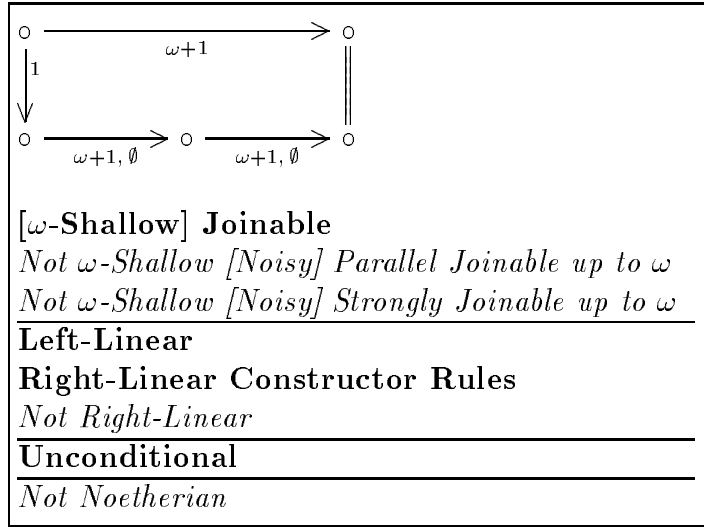 ω+1
1
ω+1, ∅ ω+1, ∅
[ω-Shallow] Joinable
Not ω-Shallow [Noisy] Parallel Joinable up to ω
Not ω-Shallow [Noisy] Strongly Joinable up to ω
Left-Linear
Right-Linear Constructor Rules
Not Right-Linear
Unconditional
Not Noetherian